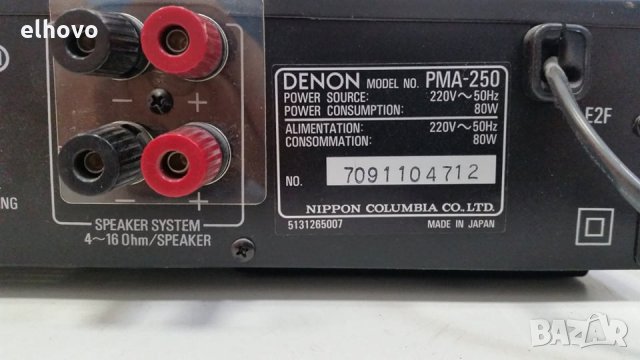 elhovo
DENON MODEL NO. PMA-250
POWER SOURCE: 220V~50Hz
POWER CONSUMPTION: 80W
ALIMENTATION: 220V~50Hz
CONSOMMATION: 80W
NO. 7091104712
NIPPON COLUMBIA CO., LTD.
5131265007 MADE IN JAPAN
E2F
− +
− +
SPEAKER SYSTEM
4~16 Ohm/SPEAKER
BAZAR